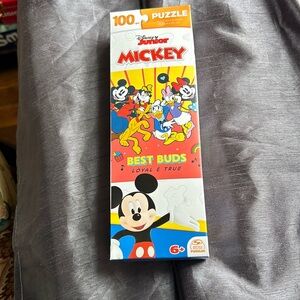 100 PUZZLE
Disney
Junior
MICKEY
BEST BUDS
LOYAL & TRUE
6+